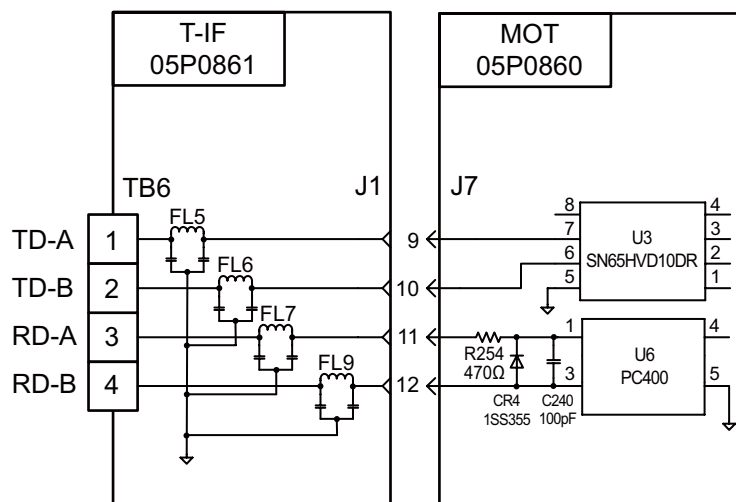 T-IF
05P0861
MOT
05P0860
TB6
J1
J7
TD-A 1
FL5
9
8
7
6
5
U3
SN65HVD10DR
4
3
2
1
TD-B 2
FL6
10
RD-A 3
FL7
11
R254
470Ω
1
3
U6
PC400
4
5
RD-B 4
FL9
12
CR4
1SS355
C240
100pF